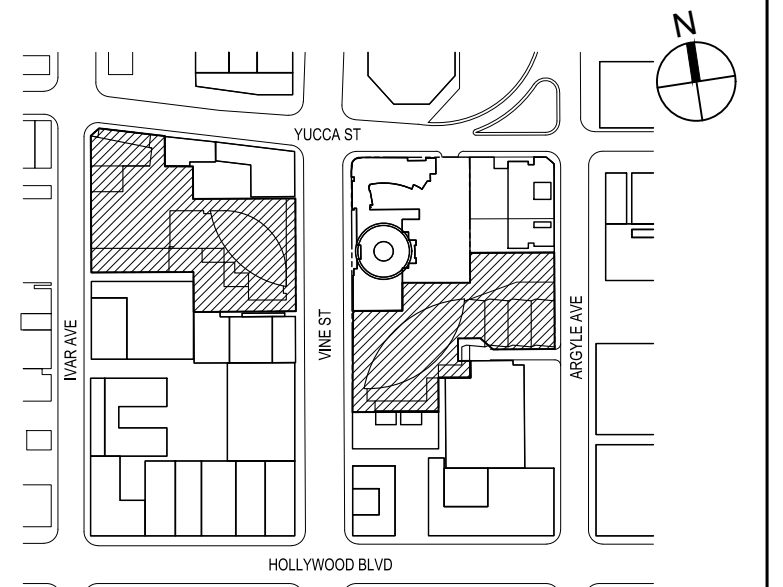 N
YUCCA ST
IVAR AVE
VINE ST
ARGYLE AVE
HOLLYWOOD BLVD